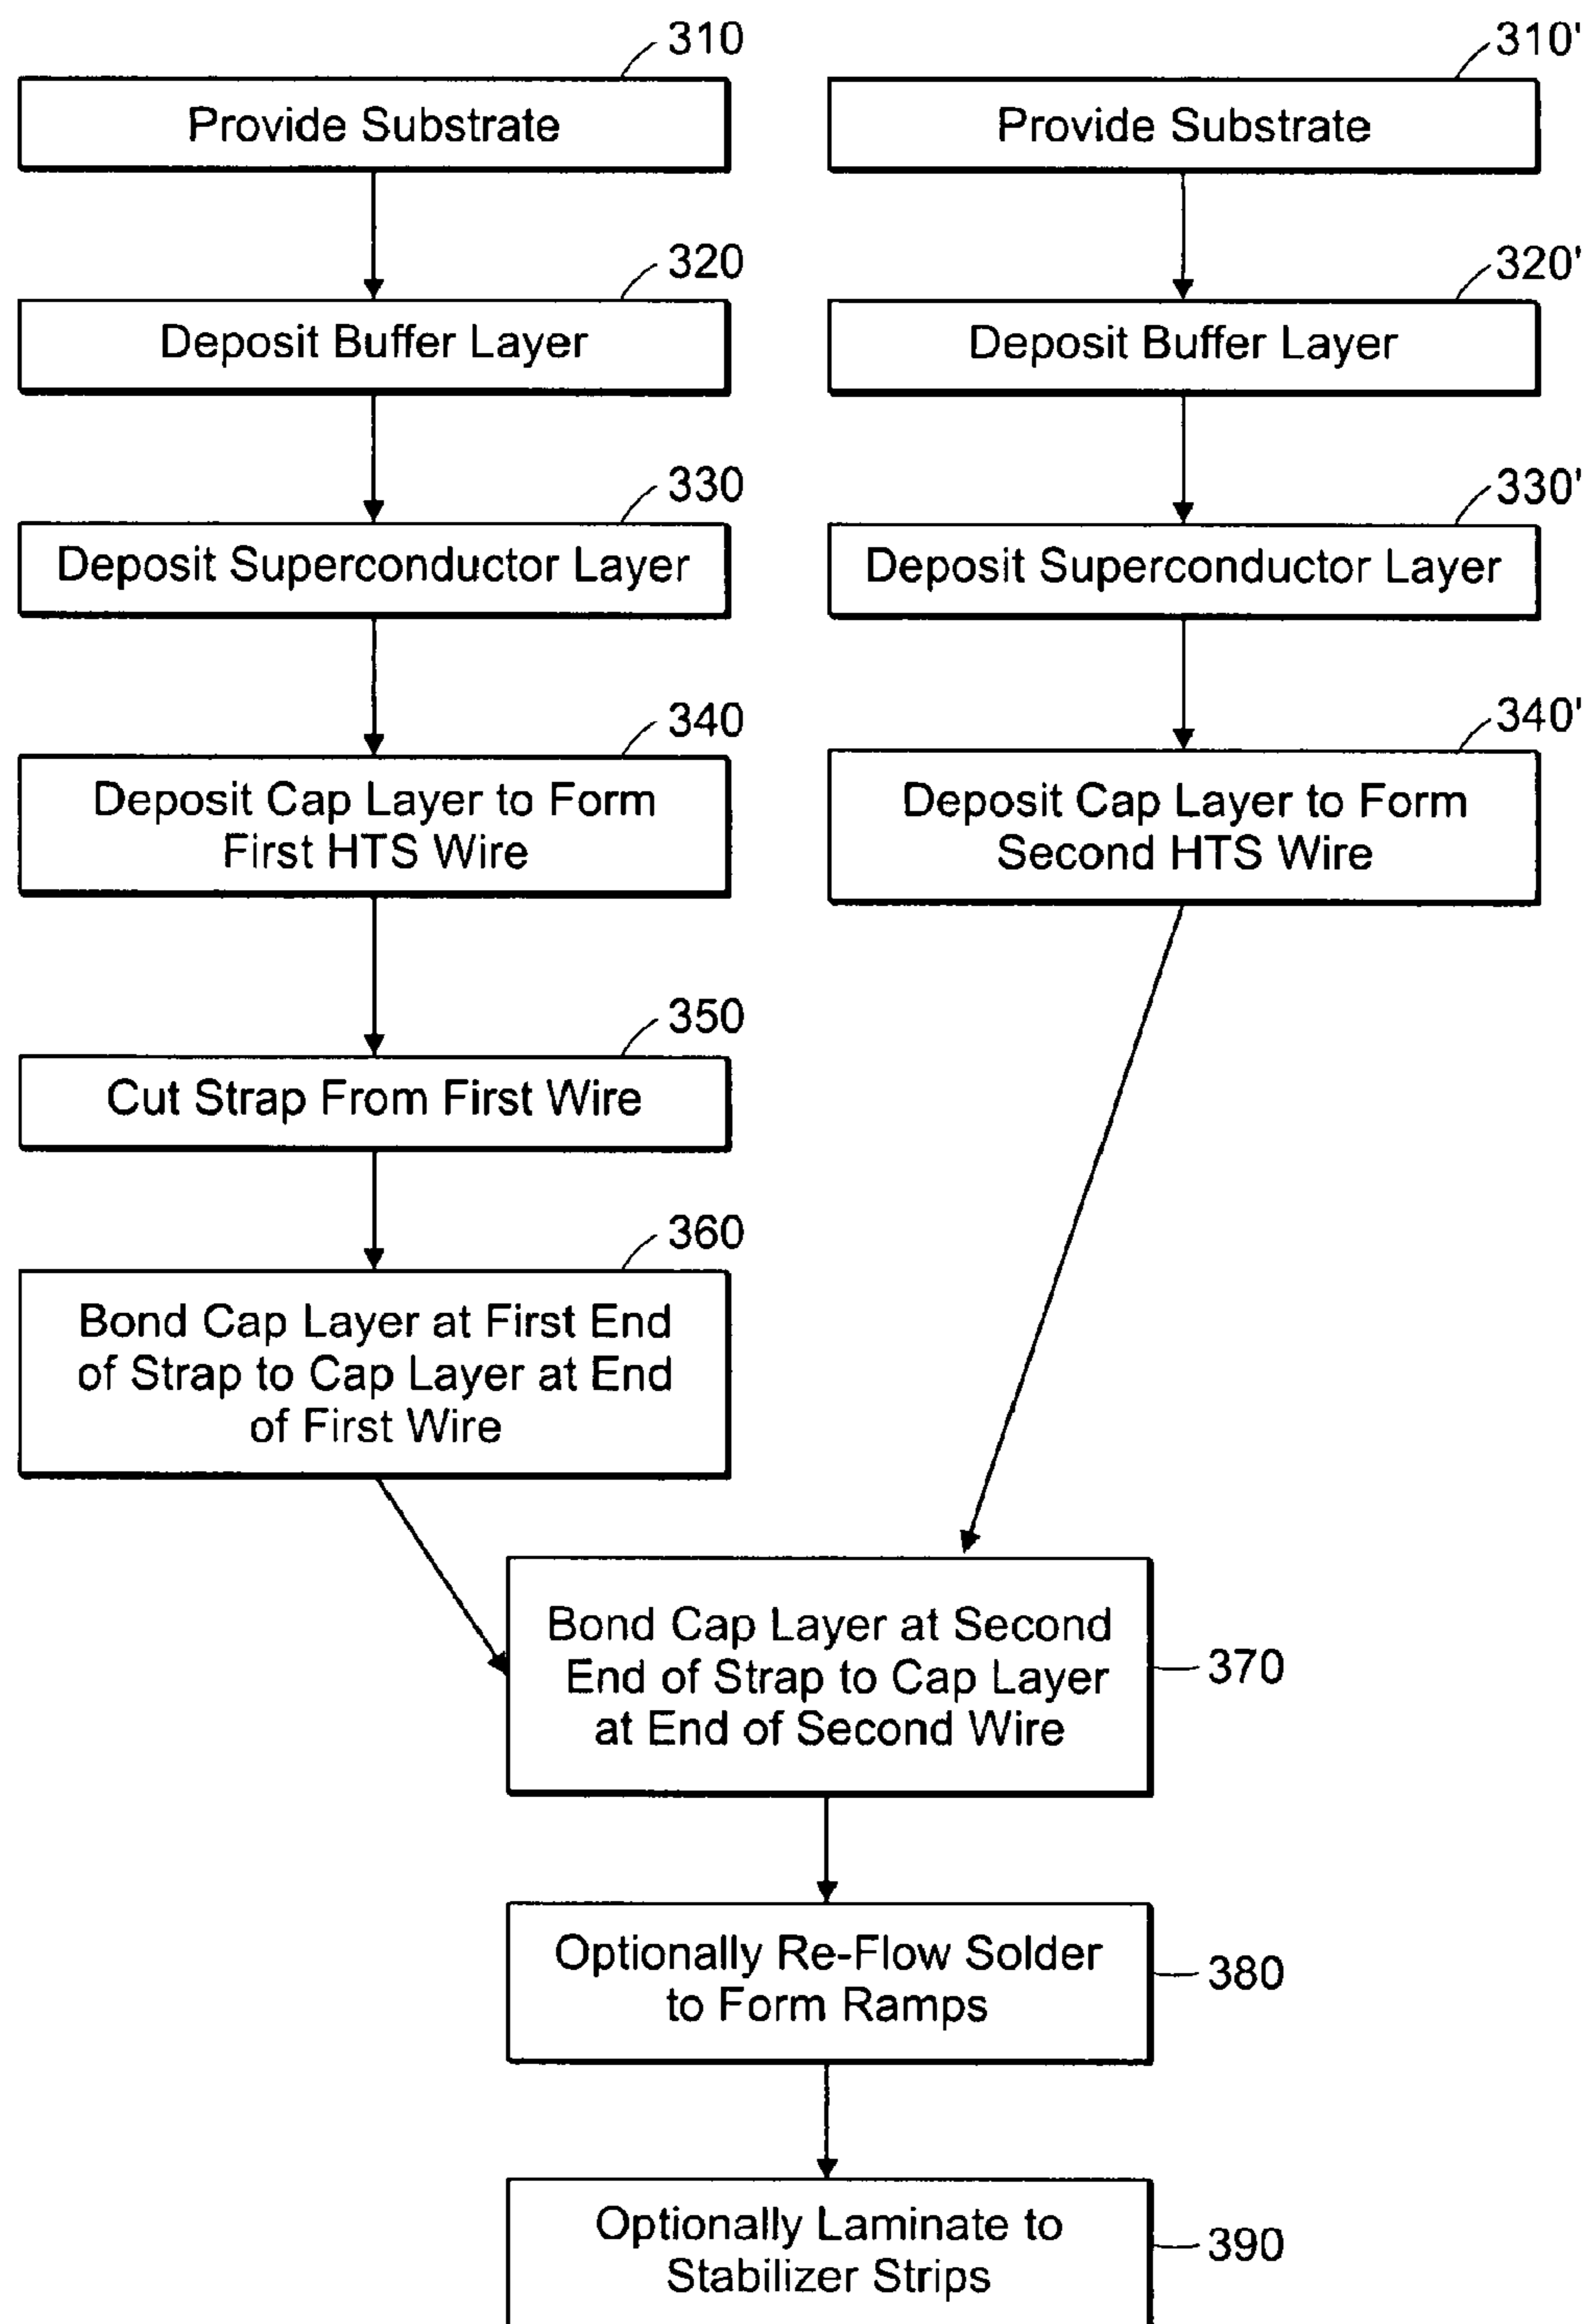 310
Provide Substrate
310'
Provide Substrate
320
Deposit Buffer Layer
320'
Deposit Buffer Layer
330
Deposit Superconductor Layer
330'
Deposit Superconductor Layer
340
Deposit Cap Layer to Form
First HTS Wire
340'
Deposit Cap Layer to Form
Second HTS Wire
350
Cut Strap From First Wire
360
Bond Cap Layer at First End
of Strap to Cap Layer at End
of First Wire
Bond Cap Layer at Second
End of Strap to Cap Layer
at End of Second Wire
370
Optionally Re-Flow Solder
to Form Ramps
380
Optionally Laminate to
Stabilizer Strips
390